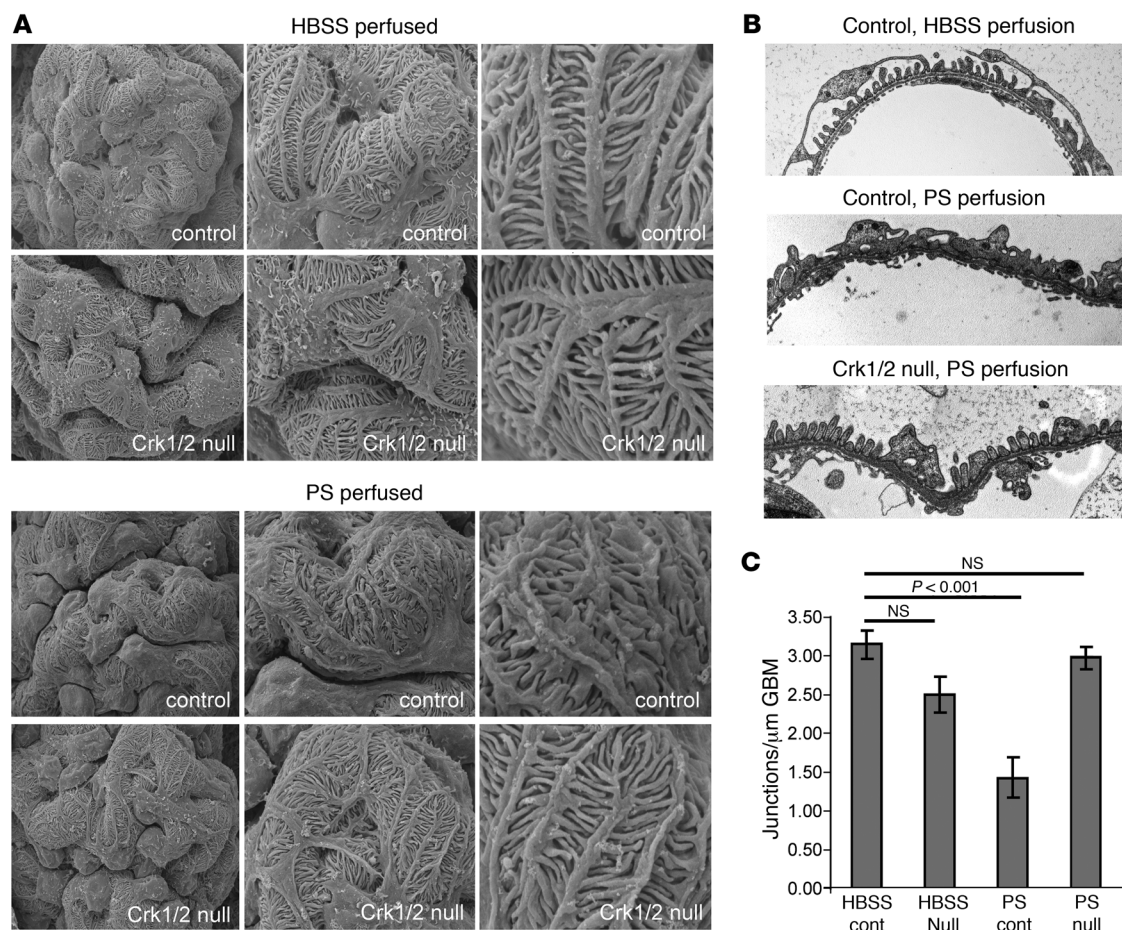 A
HBSS perfused
control
control
control
Crk1/2 null
Crk1/2 null
Crk1/2 null
PS perfused
control
control
control
Crk1/2 null
Crk1/2 null
Crk1/2 null
B
Control, HBSS perfusion
Control, PS perfusion
Crk1/2 null, PS perfusion
C
NS
P < 0.001
NS
Junctions/μm GBM
3.50
3.00
2.50
2.00
1.50
1.00
0.50
0.00
HBSS cont
HBSS Null
PS cont
PS null